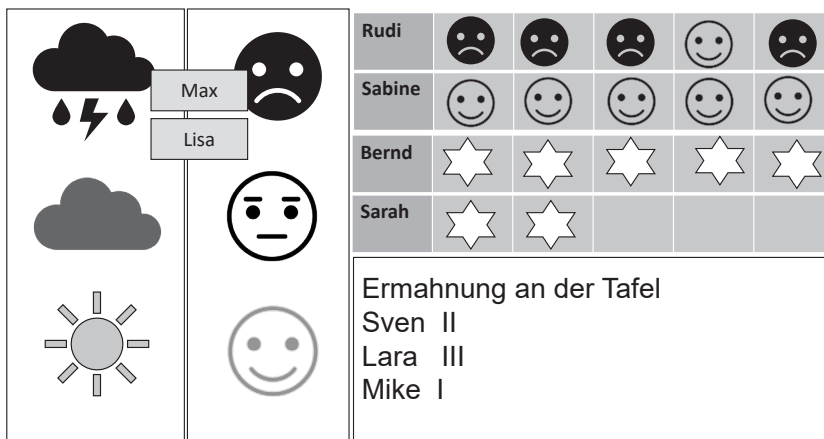 Max
Lisa
Rudi
Sabine
Bernd
Sarah
Ermahnung an der Tafel
Sven II
Lara III
Mike I